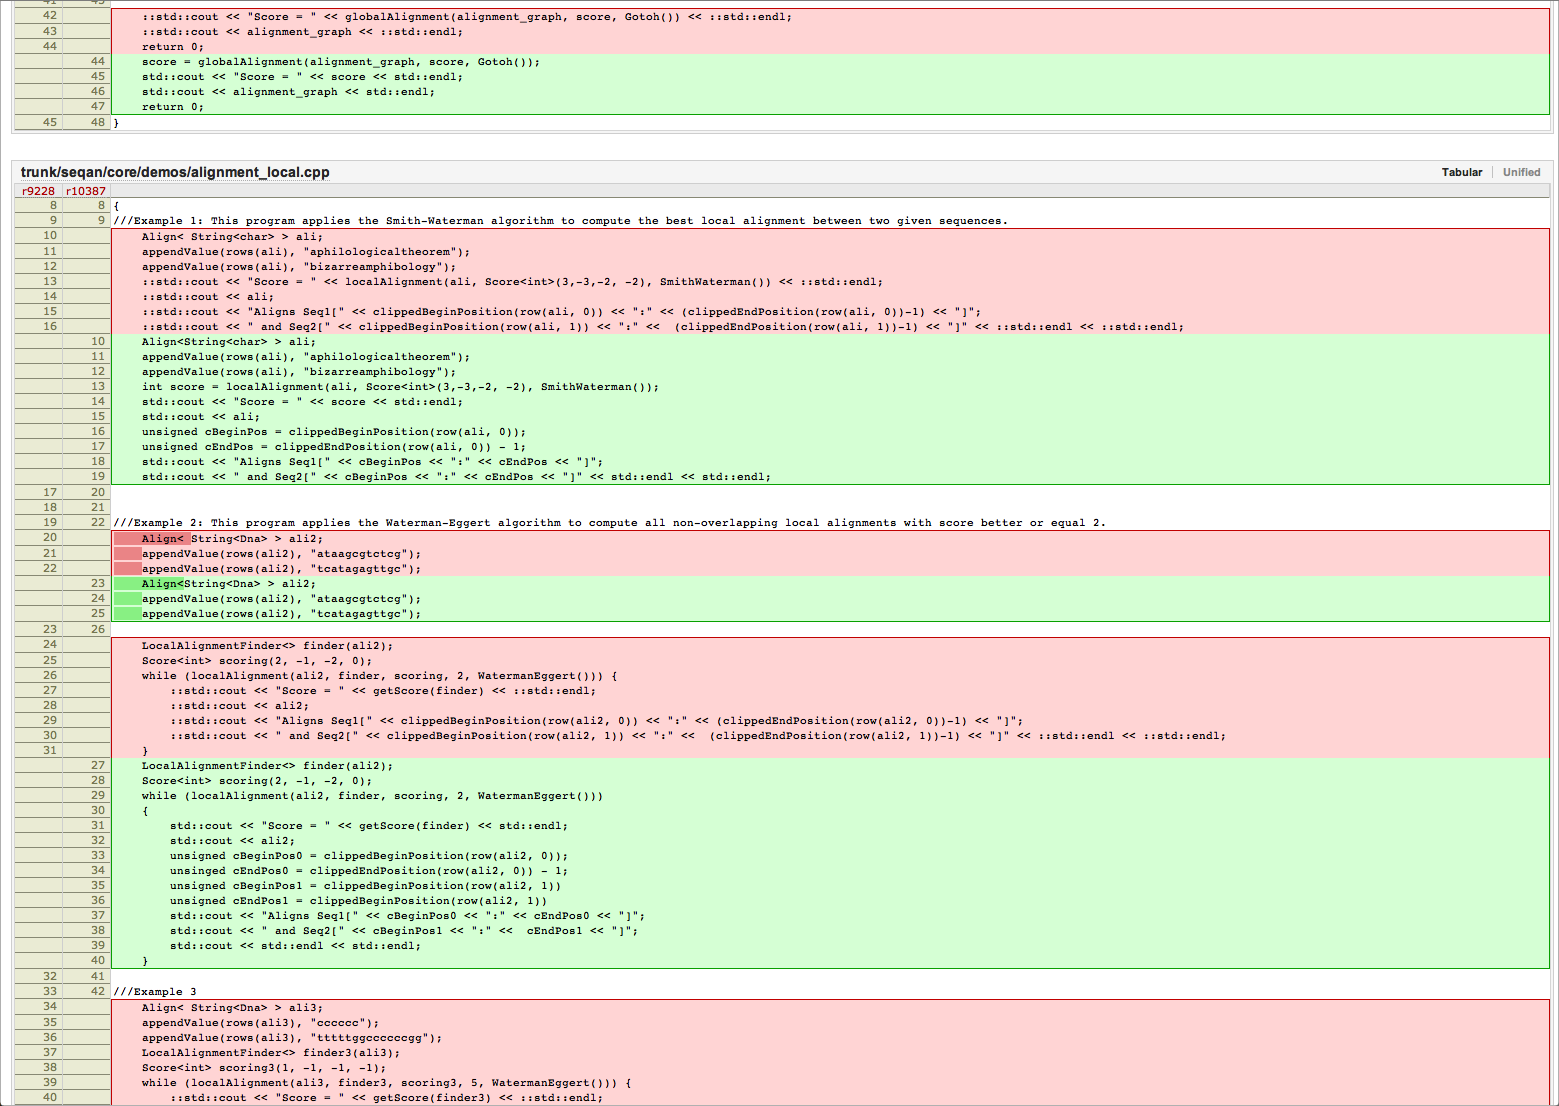 41 43
42 ::std::cout << "Score = " << globalAlignment(alignment_graph, score, Gotoh()) << ::std::endl;
43 ::std::cout << alignment_graph << ::std::endl;
44 return 0;
44 score = globalAlignment(alignment_graph, score, Gotoh());
45 std::cout << "Score = " << score << std::endl;
46 std::cout << alignment_graph << std::endl;
47 return 0;
45 48 }
trunk/seqan/core/demos/alignment_local.cpp Tabular Unified
r9228 r10387
8 8 {
9 9 ///Example 1: This program applies the Smith-Waterman algorithm to compute the best local alignment between two given sequences.
10 Align< String<char> > ali;
11 appendValue(rows(ali), "aphilologicaltheorem");
12 appendValue(rows(ali), "bizarreamphibology");
13 ::std::cout << "Score = " << localAlignment(ali, Score<int>(3,-3,-2, -2), SmithWaterman()) << ::std::endl;
14 ::std::cout << ali;
15 ::std::cout << "Aligns Seq1[" << clippedBeginPosition(row(ali, 0)) << ":" << (clippedEndPosition(row(ali, 0))-1) << "]";
16 ::std::cout << " and Seq2[" << clippedBeginPosition(row(ali, 1)) << ":" <<  (clippedEndPosition(row(ali, 1))-1) << "]" << ::std::endl << ::std::endl;
10 Align<String<char> > ali;
11 appendValue(rows(ali), "aphilologicaltheorem");
12 appendValue(rows(ali), "bizarreamphibology");
13 int score = localAlignment(ali, Score<int>(3,-3,-2, -2), SmithWaterman());
14 std::cout << "Score = " << score << std::endl;
15 std::cout << ali;
16 unsigned cBeginPos = clippedBeginPosition(row(ali, 0));
17 unsigned cEndPos = clippedEndPosition(row(ali, 0)) - 1;
18 std::cout << "Aligns Seq1[" << cBeginPos << ":" << cEndPos << "]";
19 std::cout << " and Seq2[" << cBeginPos << ":" << cEndPos << "]" << std::endl << std::endl;
17 20
18 21
19 22 ///Example 2: This program applies the Waterman-Eggert algorithm to compute all non-overlapping local alignments with score better or equal 2.
20 Align< String<Dna> > ali2;
21 appendValue(rows(ali2), "ataagcgtctcg");
22 appendValue(rows(ali2), "tcatagagttgc");
23 Align<String<Dna> > ali2;
24 appendValue(rows(ali2), "ataagcgtctcg");
25 appendValue(rows(ali2), "tcatagagttgc");
23 26
24 LocalAlignmentFinder<> finder(ali2);
25 Score<int> scoring(2, -1, -2, 0);
26 while (localAlignment(ali2, finder, scoring, 2, WatermanEggert())) {
27 ::std::cout << "Score = " << getScore(finder) << ::std::endl;
28 ::std::cout << ali2;
29 ::std::cout << "Aligns Seq1[" << clippedBeginPosition(row(ali2, 0)) << ":" << (clippedEndPosition(row(ali2, 0))-1) << "]";
30 ::std::cout << " and Seq2[" << clippedBeginPosition(row(ali2, 1)) << ":" <<  (clippedEndPosition(row(ali2, 1))-1) << "]" << ::std::endl << ::std::endl;
31 }
27 LocalAlignmentFinder<> finder(ali2);
28 Score<int> scoring(2, -1, -2, 0);
29 while (localAlignment(ali2, finder, scoring, 2, WatermanEggert()))
30 {
31 std::cout << "Score = " << getScore(finder) << std::endl;
32 std::cout << ali2;
33 unsigned cBeginPos0 = clippedBeginPosition(row(ali2, 0));
34 unsinged cEndPos0 = clippedEndPosition(row(ali2, 0)) - 1;
35 unsigned cBeginPos1 = clippedBeginPosition(row(ali2, 1))
36 unsigned cEndPos1 = clippedBeginPosition(row(ali2, 1))
37 std::cout << "Aligns Seq1[" << cBeginPos0 << ":" << cEndPos0 << "]";
38 std::cout << " and Seq2[" << cBeginPos1 << ":" <<  cEndPos1 << "]";
39 std::cout << std::endl << std::endl;
40 }
32 41
33 42 ///Example 3
34 Align< String<Dna> > ali3;
35 appendValue(rows(ali3), "cccccc");
36 appendValue(rows(ali3), "tttttggccccccgg");
37 LocalAlignmentFinder<> finder3(ali3);
38 Score<int> scoring3(1, -1, -1, -1);
39 while (localAlignment(ali3, finder3, scoring3, 5, WatermanEggert())) {
40 ::std::cout << "Score = " << getScore(finder3) << ::std::endl;